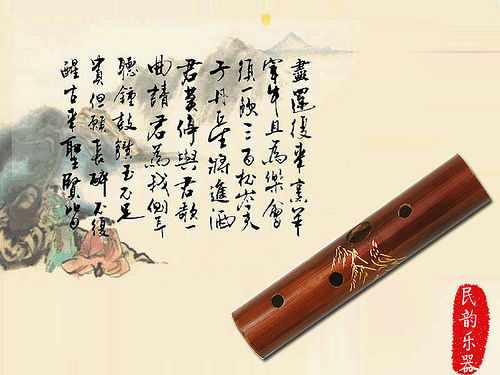 盡還復來烹羊
宰牛且為樂會
須一飲三百杯岑夫
子丹丘生將進酒
君莫停與君歌一
曲請君為我側耳
聽鐘鼓饌玉不足
貴但願長醉不復
醒古來聖賢皆
民韵乐器